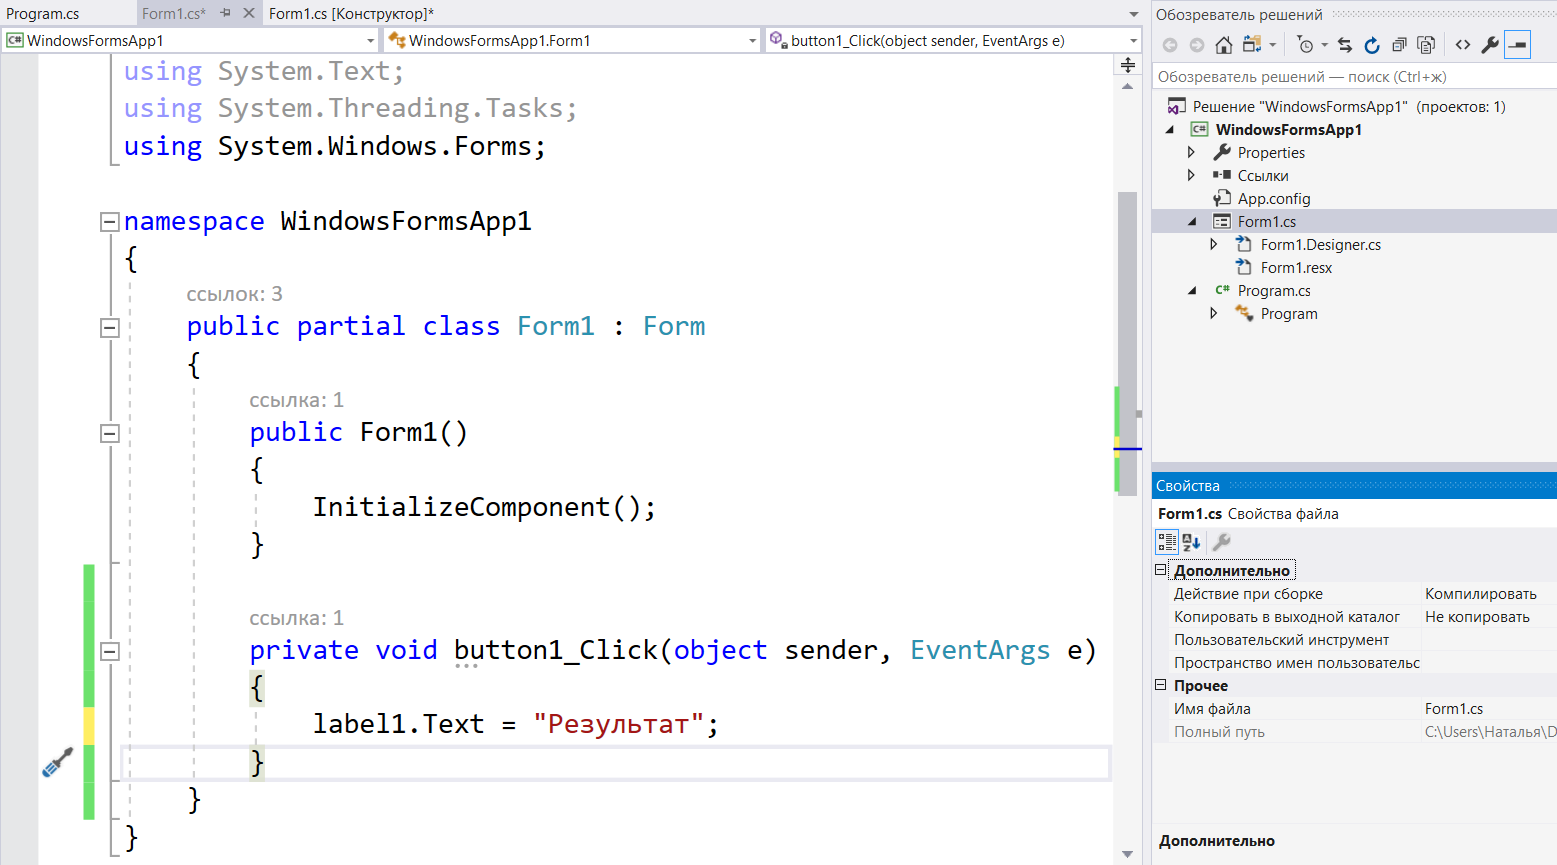 Program.cs
Form1.cs*
Form1.cs [Конструктор]*
WindowsFormsApp1
WindowsFormsApp1.Form1
button1_Click(object sender, EventArgs e)
using System.Text;
using System.Threading.Tasks;
using System.Windows.Forms;
namespace WindowsFormsApp1
{
ссылок: 3
public partial class Form1 : Form
{
ссылка: 1
public Form1()
{
InitializeComponent();
}
ссылка: 1
private void button1_Click(object sender, EventArgs e)
{
label1.Text = "Результат";
}
}
}
Обозреватель решений
Обозреватель решений — поиск (Ctrl+ж)
Решение "WindowsFormsApp1" (проектов: 1)
C# WindowsFormsApp1
Properties
Ссылки
App.config
Form1.cs
Form1.Designer.cs
Form1.resx
C# Program.cs
Program
Свойства
Form1.cs Свойства файла
Дополнительно
Действие при сборке Компилировать
Копировать в выходной каталог Не копировать
Пользовательский инструмент
Пространство имен пользовательс
Прочее
Имя файла Form1.cs
Полный путь C:\Users\Наталья\D
Дополнительно